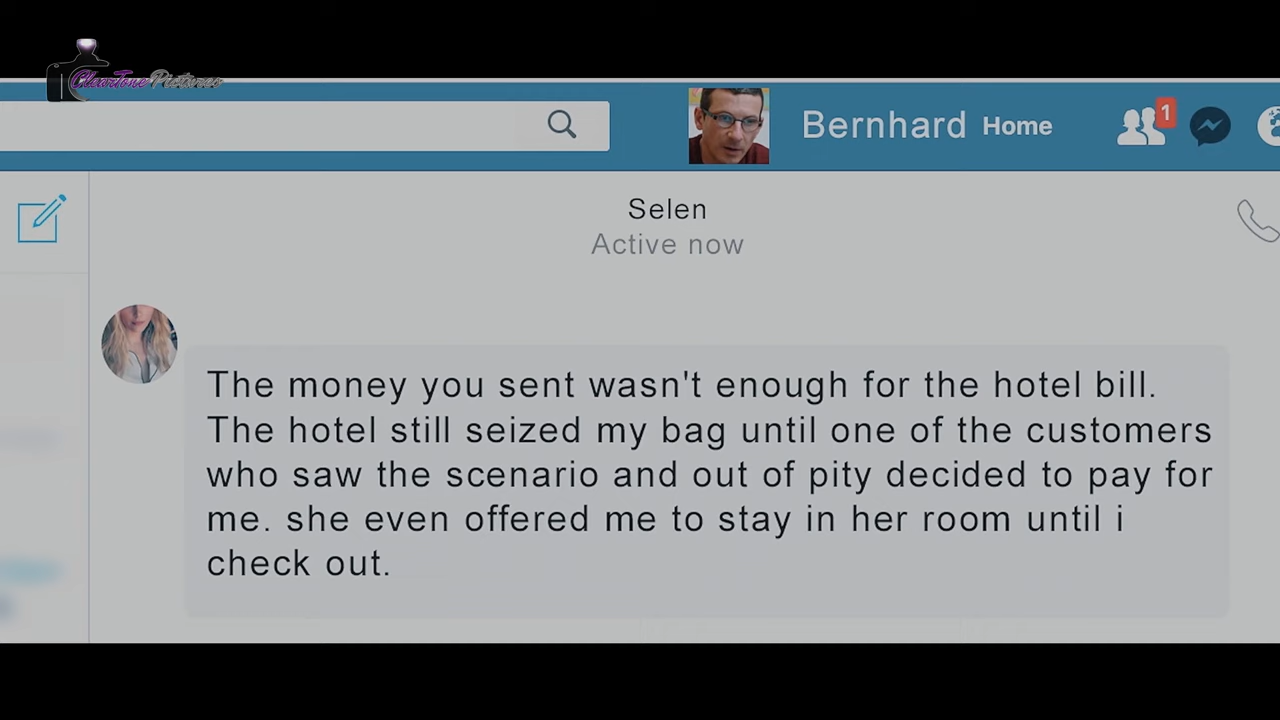 ClearTone Pictures
Bernhard Home
1
Selen
Active now
The money you sent wasn't enough for the hotel bill.
The hotel still seized my bag until one of the customers
who saw the scenario and out of pity decided to pay for
me. she even offered me to stay in her room until i
check out.